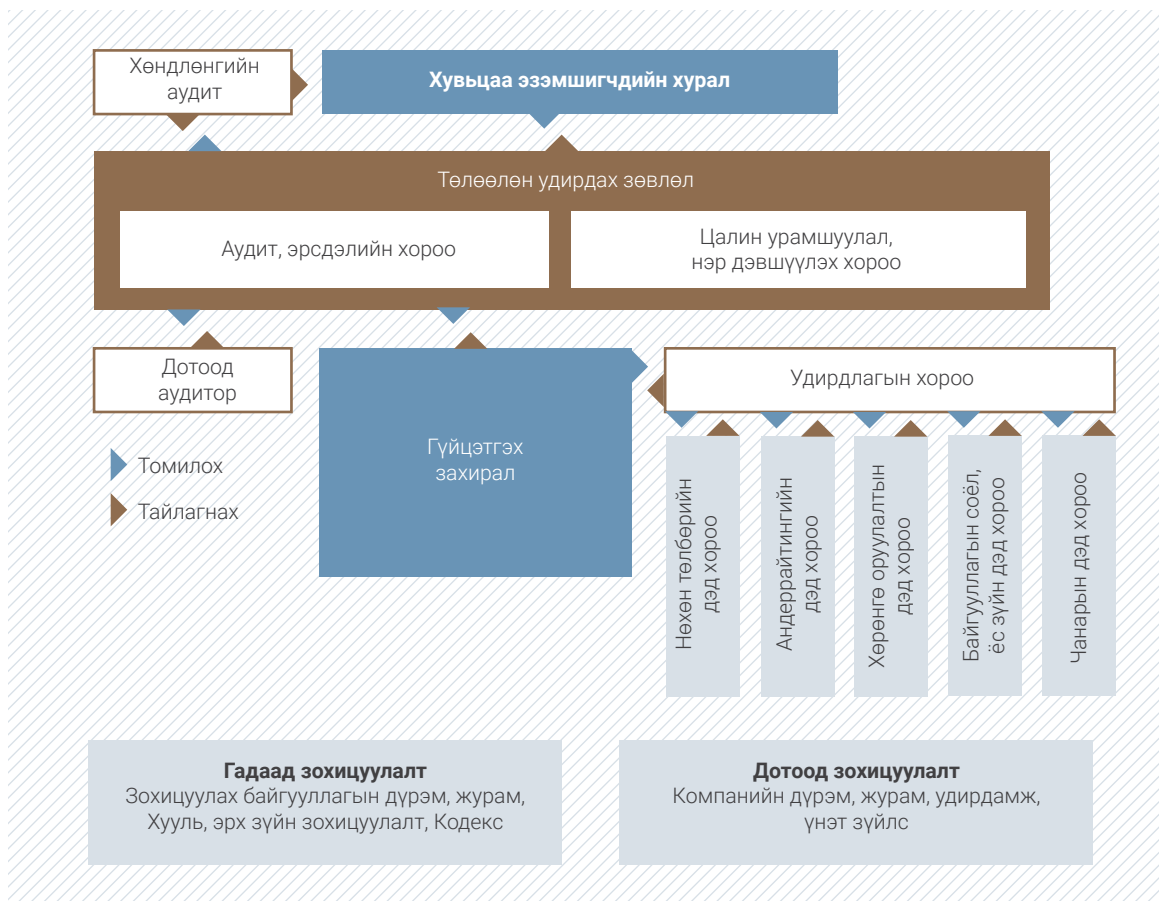 Хөндлөнгийн
аудит
Хувьцаа эзэмшигчдийн хурал
Төлөөлөн удирдах зөвлөл
Аудит, эрсдэлийн хороо
Цалин урамшуулал,
нэр дэвшүүлэх хороо
Дотоод
аудитор
Гүйцэтгэх
захирал
Удирдлагын хороо
Томилох
Тайлагнах
Нөхөн төлбөрийн
дэд хороо
Андеррайтингийн
дэд хороо
Хөрөнгө оруулалтын
дэд хороо
Байгууллагын соёл,
ёс зүйн дэд хороо
Чанарын дэд хороо
Гадаад зохицуулалт
Зохицуулах байгууллагын дүрэм, журам,
Хууль, эрх зүйн зохицуулалт, Кодекс
Дотоод зохицуулалт
Компанийн дүрэм, журам, удирдамж,
үнэт зүйлс